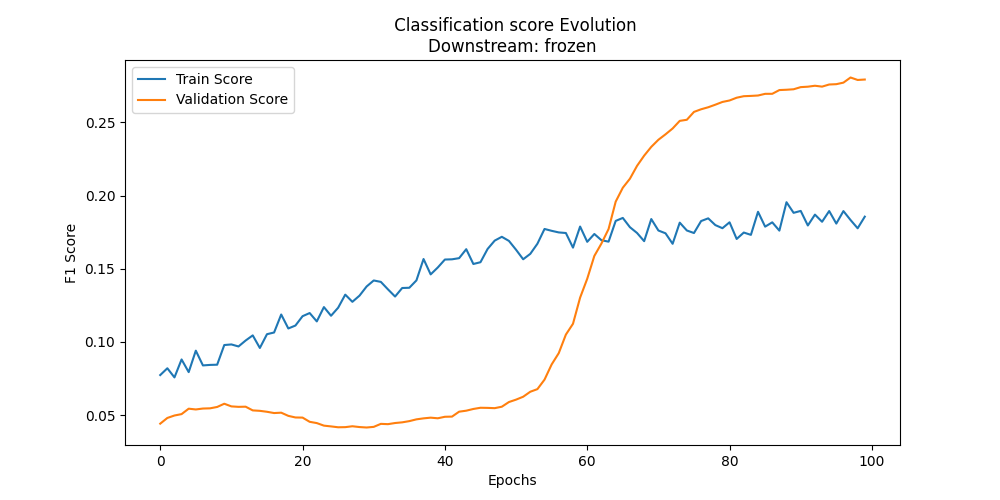 Classification score Evolution
Downstream: frozen
Train Score
Validation Score
F1 Score
0.25
0.20
0.15
0.10
0.05
0 20 40 60 80 100
Epochs